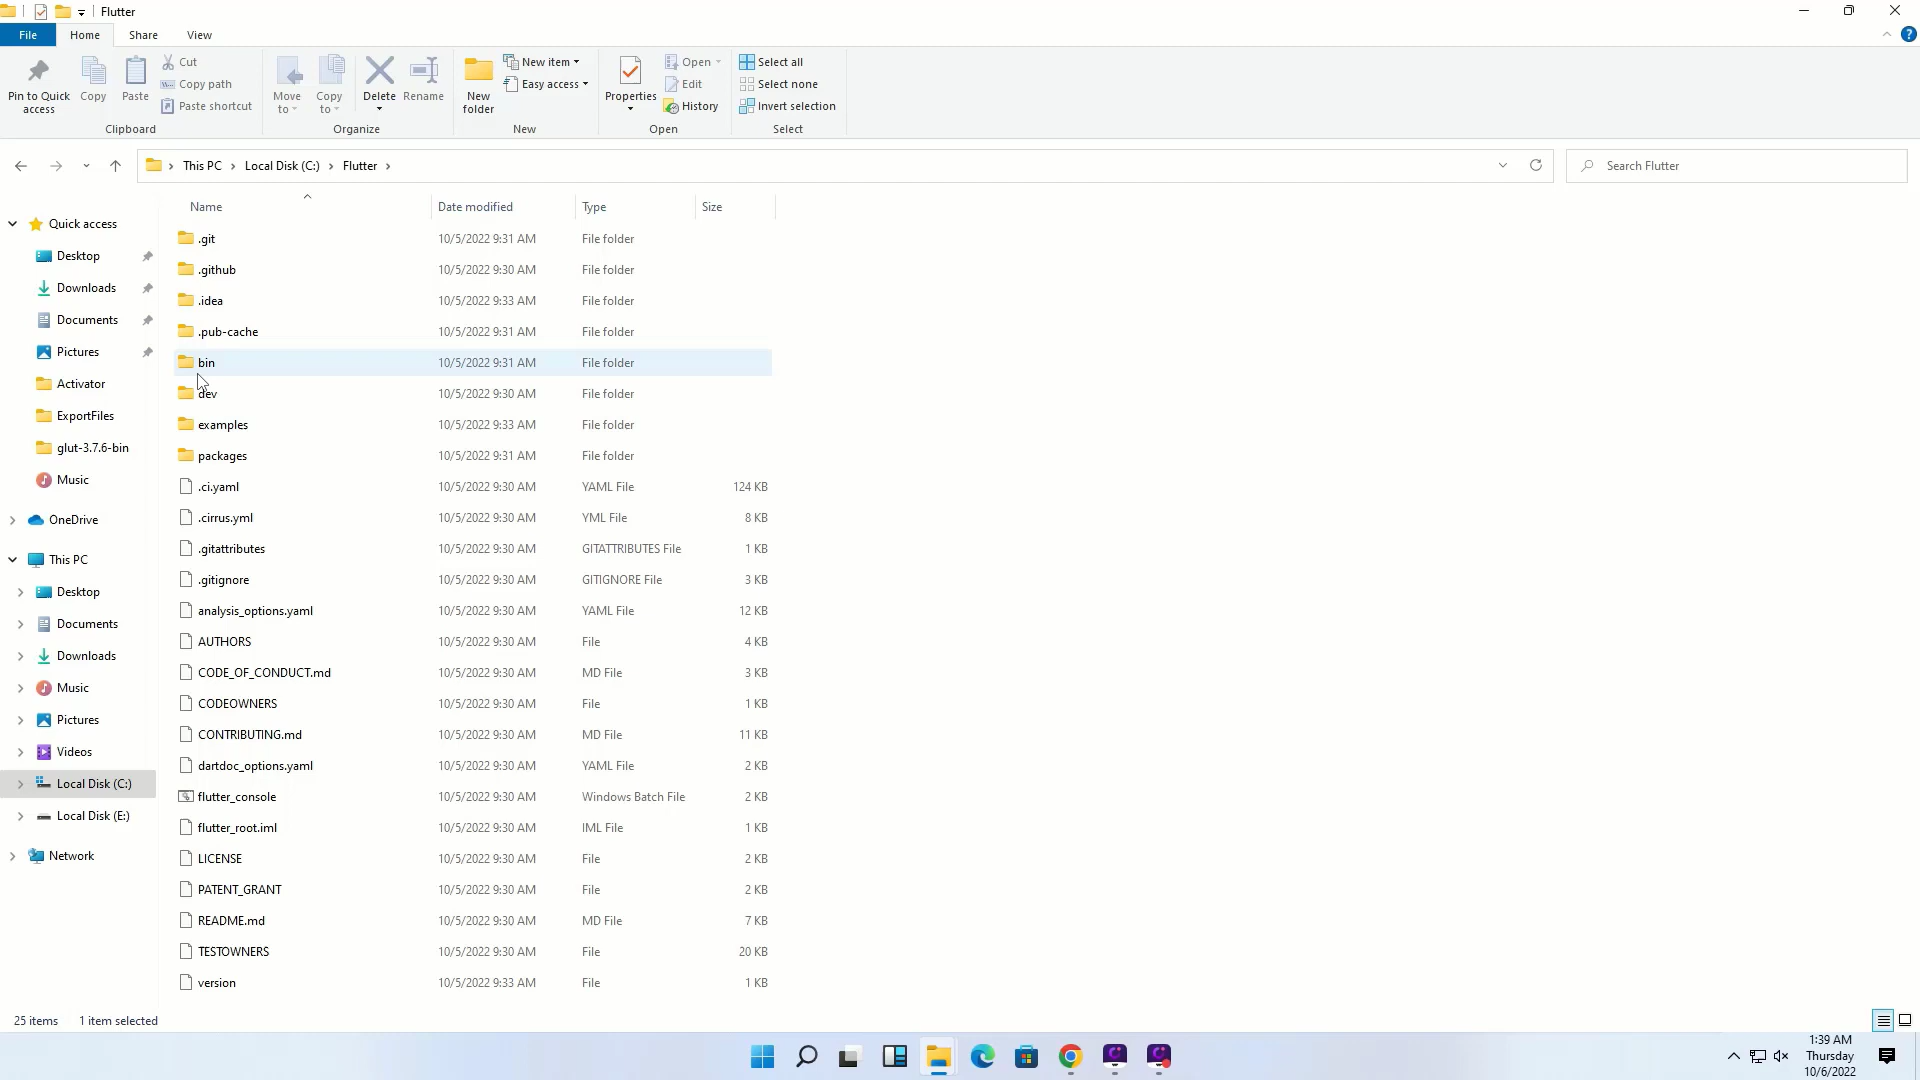 Flutter
File Home Share View
Pin to Quick access
Copy
Paste
Cut
Copy path
Paste shortcut
Clipboard
Move to
Copy to
Delete
Rename
Organize
New folder
New item
Easy access
New
Properties
Open
Edit
History
Open
Select all
Select none
Invert selection
Select
This PC › Local Disk (C:) › Flutter ›
Search Flutter
Quick access
Desktop
Downloads
Documents
Pictures
Activator
ExportFiles
glut-3.7.6-bin
Music
OneDrive
This PC
Desktop
Documents
Downloads
Music
Pictures
Videos
Local Disk (C:)
Local Disk (E:)
Network
Name Date modified Type Size
.git 10/5/2022 9:31 AM File folder
.github 10/5/2022 9:30 AM File folder
.idea 10/5/2022 9:33 AM File folder
.pub-cache 10/5/2022 9:31 AM File folder
bin 10/5/2022 9:31 AM File folder
dev 10/5/2022 9:30 AM File folder
examples 10/5/2022 9:33 AM File folder
packages 10/5/2022 9:31 AM File folder
.ci.yaml 10/5/2022 9:30 AM YAML File 124 KB
.cirrus.yml 10/5/2022 9:30 AM YML File 8 KB
.gitattributes 10/5/2022 9:30 AM GITATTRIBUTES File 1 KB
.gitignore 10/5/2022 9:30 AM GITIGNORE File 3 KB
analysis_options.yaml 10/5/2022 9:30 AM YAML File 12 KB
AUTHORS 10/5/2022 9:30 AM File 4 KB
CODE_OF_CONDUCT.md 10/5/2022 9:30 AM MD File 3 KB
CODEOWNERS 10/5/2022 9:30 AM File 1 KB
CONTRIBUTING.md 10/5/2022 9:30 AM MD File 11 KB
dartdoc_options.yaml 10/5/2022 9:30 AM YAML File 2 KB
flutter_console 10/5/2022 9:30 AM Windows Batch File 2 KB
flutter_root.iml 10/5/2022 9:30 AM IML File 1 KB
LICENSE 10/5/2022 9:30 AM File 2 KB
PATENT_GRANT 10/5/2022 9:30 AM File 2 KB
README.md 10/5/2022 9:30 AM MD File 7 KB
TESTOWNERS 10/5/2022 9:30 AM File 20 KB
version 10/5/2022 9:33 AM File 1 KB
25 items 1 item selected
1:39 AM
Thursday
10/6/2022